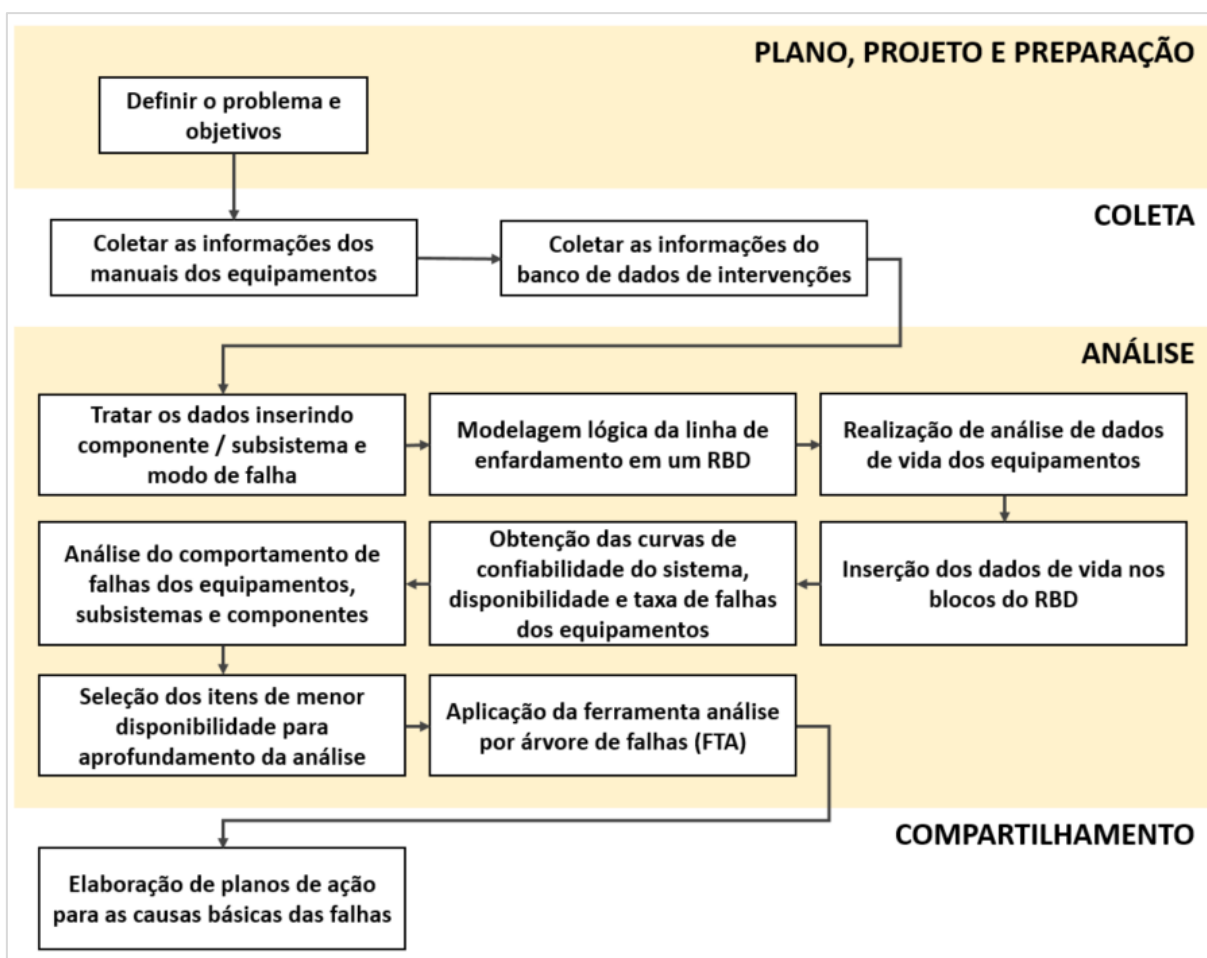 PLANO, PROJETO E PREPARAÇÃO
Definir o problema e
objetivos
COLETA
Coletar as informações dos
manuais dos equipamentos
Coletar as informações do
banco de dados de intervenções
ANÁLISE
Tratar os dados inserindo
componente / subsistema e
modo de falha
Modelagem lógica da linha de
enfardamento em um RBD
Realização de análise de dados
de vida dos equipamentos
Inserção dos dados de vida nos
blocos do RBD
Obtenção das curvas de
confiabilidade do sistema,
disponibilidade e taxa de falhas
dos equipamentos
Análise do comportamento de
falhas dos equipamentos,
subsistemas e componentes
Seleção dos itens de menor
disponibilidade para
aprofundamento da análise
Aplicação da ferramenta análise
por árvore de falhas (FTA)
COMPARTILHAMENTO
Elaboração de planos de ação
para as causas básicas das falhas